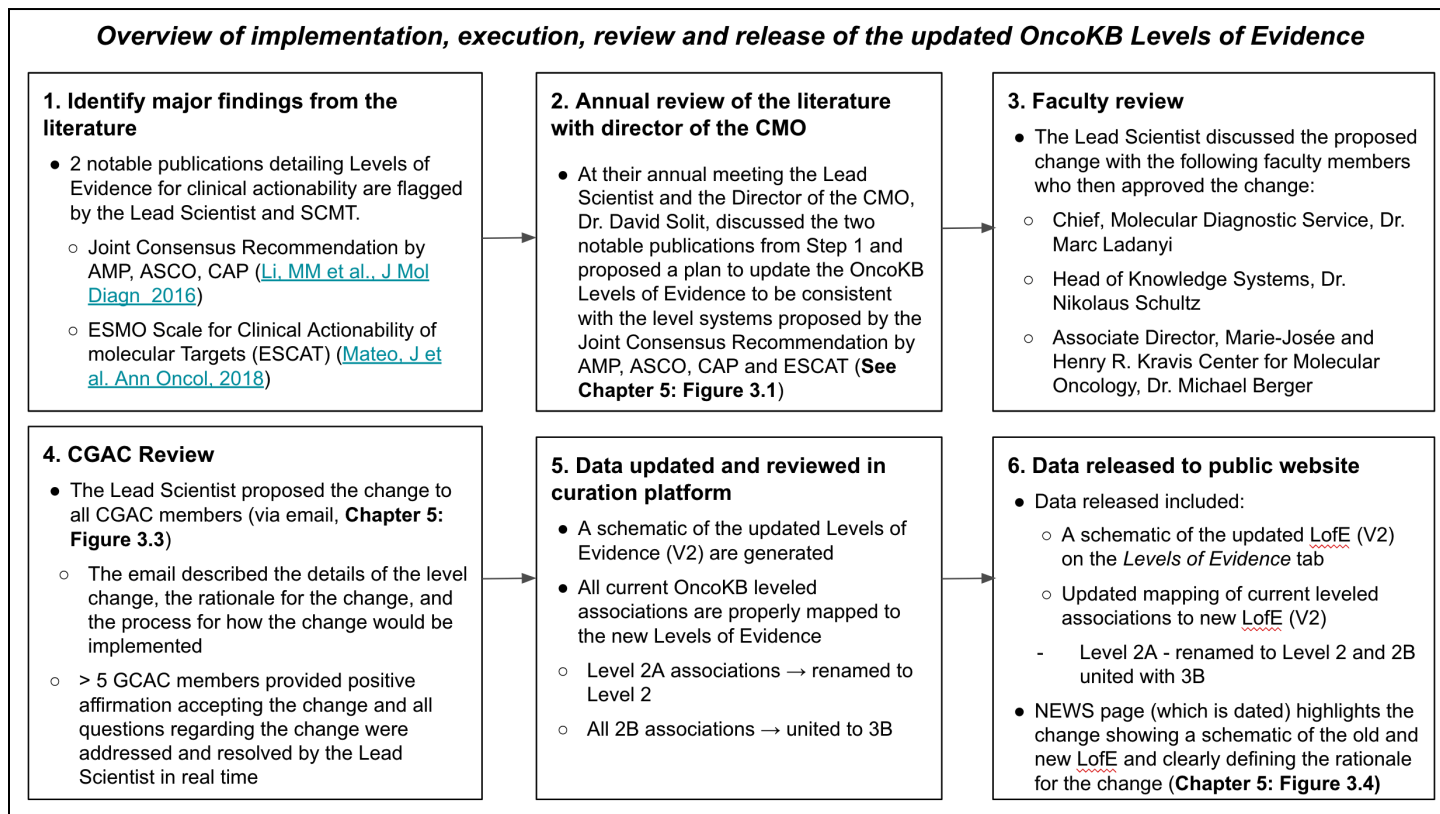 Overview of implementation, execution, review and release of the updated OncoKB Levels of Evidence
1. Identify major findings from the
literature
● 2 notable publications detailing Levels of
Evidence for clinical actionability are flagged
by the Lead Scientist and SCMT.
○ Joint Consensus Recommendation by
AMP, ASCO, CAP (Li, MM et al., J Mol
Diagn 2016)
○ ESMO Scale for Clinical Actionability of
molecular Targets (ESCAT) (Mateo, J et
al. Ann Oncol, 2018)
2. Annual review of the literature
with director of the CMO
● At their annual meeting the Lead
Scientist and the Director of the CMO,
Dr. David Solit, discussed the two
notable publications from Step 1 and
proposed a plan to update the OncoKB
Levels of Evidence to be consistent
with the level systems proposed by the
Joint Consensus Recommendation by
AMP, ASCO, CAP and ESCAT (See
Chapter 5: Figure 3.1)
3. Faculty review
● The Lead Scientist discussed the proposed
change with the following faculty members
who then approved the change:
○ Chief, Molecular Diagnostic Service, Dr.
Marc Ladanyi
○ Head of Knowledge Systems, Dr.
Nikolaus Schultz
○ Associate Director, Marie-Josée and
Henry R. Kravis Center for Molecular
Oncology, Dr. Michael Berger
4. CGAC Review
● The Lead Scientist proposed the change to
all CGAC members (via email, Chapter 5:
Figure 3.3)
○ The email described the details of the level
change, the rationale for the change, and
the process for how the change would be
implemented
○ > 5 GCAC members provided positive
affirmation accepting the change and all
questions regarding the change were
addressed and resolved by the Lead
Scientist in real time
5. Data updated and reviewed in
curation platform
● A schematic of the updated Levels of
Evidence (V2) are generated
● All current OncoKB leveled
associations are properly mapped to
the new Levels of Evidence
○ Level 2A associations → renamed to
Level 2
○ All 2B associations → united to 3B
6. Data released to public website
● Data released included:
○ A schematic of the updated LofE (V2)
on the Levels of Evidence tab
○ Updated mapping of current leveled
associations to new LofE (V2)
- Level 2A - renamed to Level 2 and 2B
united with 3B
● NEWS page (which is dated) highlights the
change showing a schematic of the old and
new LofE and clearly defining the rationale
for the change (Chapter 5: Figure 3.4)